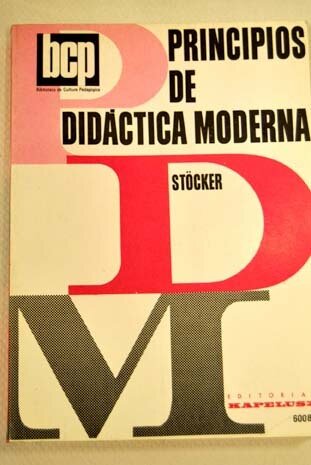 bcp
Biblioteca de Cultura Pedagógica
PRINCIPIOS
DE
DIDÁCTICA MODERNA
P
D
STÖCKER
M
EDITORIAL
KAPELUSZ
6008